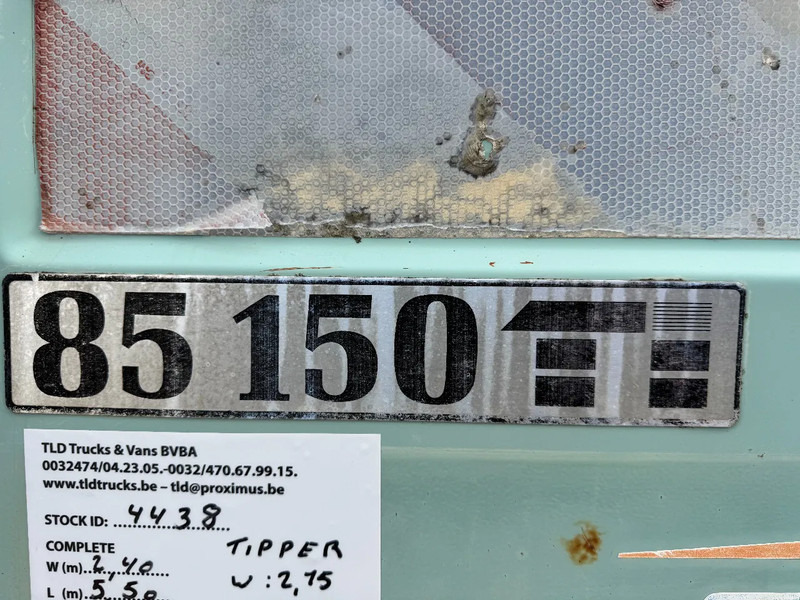 85 150
TLD Trucks & Vans BVBA
0032474/04.23.05.-0032/470.67.99.15.
www.tldtrucks.be – tld@proximus.be
STOCK ID: 4438
COMPLETE TIPPER
W (m). 2,40 W : 2,75
L (m). 5,50